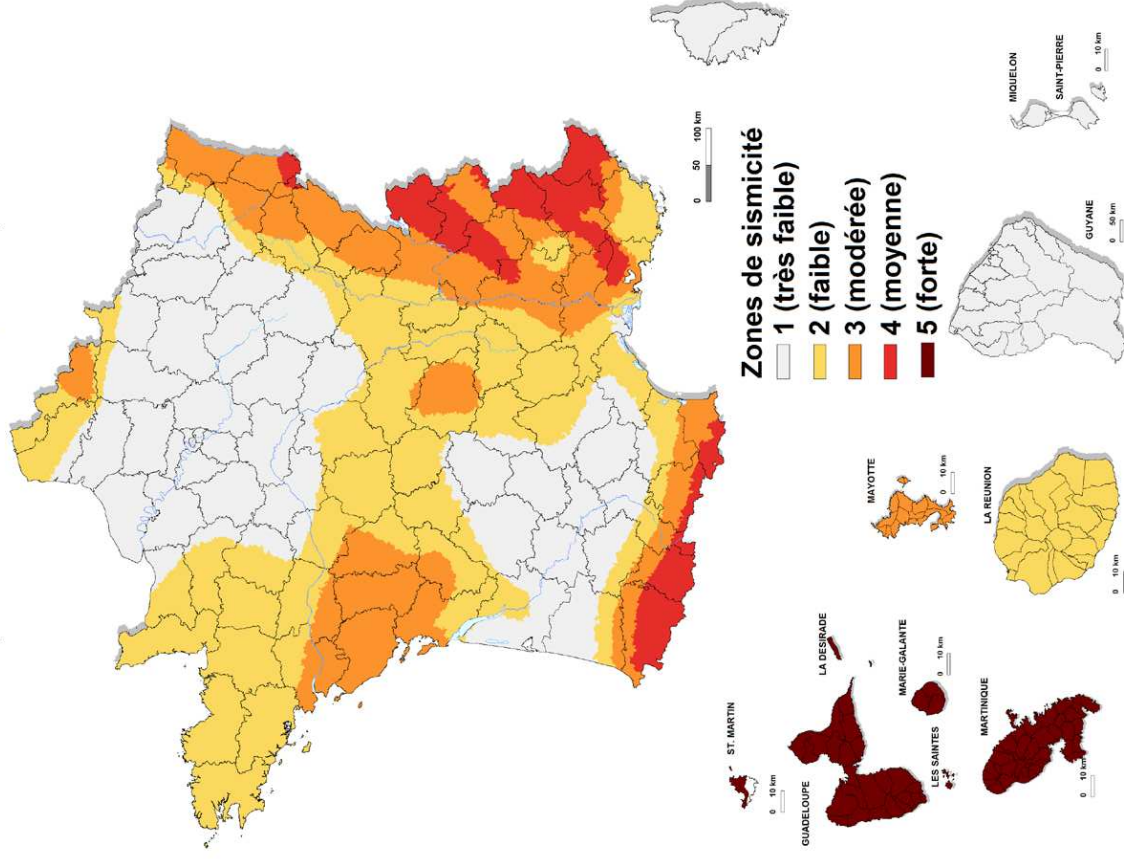 0 50 100 km
Zones de sismicité
1 (très faible)
2 (faible)
3 (modérée)
4 (moyenne)
5 (forte)
ST. MARTIN
0 10 km
GUADELOUPE
LA DESIRADE
MARIE-GALANTE
0 10 km
LES SAINTES
MARTINIQUE
0 10 km
MAYOTTE
0 10 km
LA REUNION
0 10 km
GUYANE
0 50 km
MIQUELON
SAINT-PIERRE
0 10 km